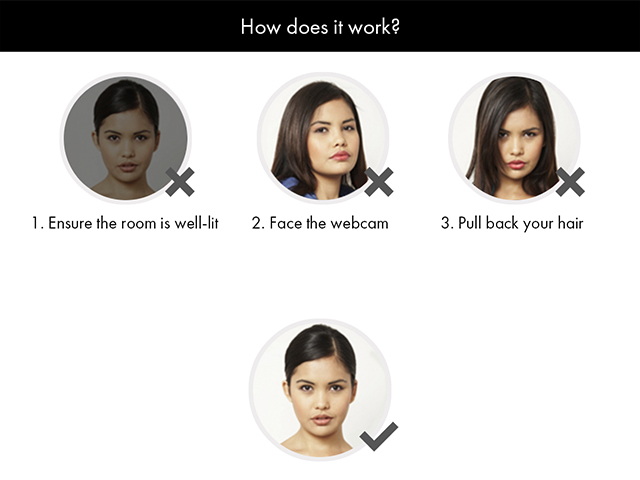 How does it work?
1. Ensure the room is well-lit
2. Face the webcam
3. Pull back your hair